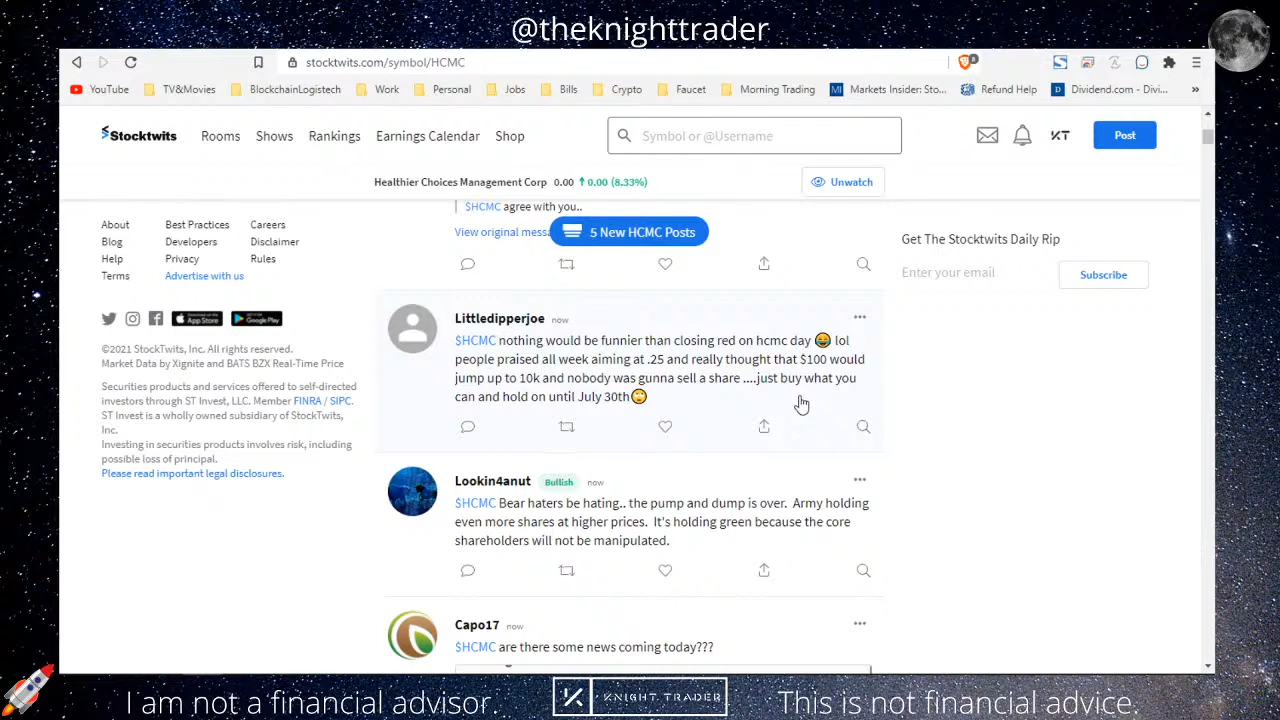 @theknighttrader
stocktwits.com/symbol/HCMC
YouTube TV&Movies BlockchainLogistech Work Personal Jobs Bills Crypto Faucet Morning Trading Markets Insider: Sto... Refund Help Dividend.com - Divi...
Stocktwits Rooms Shows Rankings Earnings Calendar Shop Symbol or @Username Post
Healthier Choices Management Corp 0.00 0.00 (8.33%) Unwatch
$HCMC agree with you..
View original mess
5 New HCMC Posts
About Best Practices Careers
Blog Developers Disclaimer
Help Privacy Rules
Terms Advertise with us
App Store Google Play
©2021 StockTwits, Inc. All rights reserved.
Market Data by Xignite and BATS BZX Real-Time Price
Securities products and services offered to self-directed
investors through ST Invest, LLC. Member FINRA / SIPC.
ST Invest is a wholly owned subsidiary of StockTwits,
Inc.
Investing in securities products involves risk, including
possible loss of principal.
Please read important legal disclosures.
Littledipperjoe now
$HCMC nothing would be funnier than closing red on hcmc day 😂 lol
people praised all week aiming at .25 and really thought that $100 would
jump up to 10k and nobody was gunna sell a share ....just buy what you
can and hold on until July 30th🙄
Lookin4anut Bullish now
$HCMC Bear haters be hating.. the pump and dump is over. Army holding
even more shares at higher prices. It's holding green because the core
shareholders will not be manipulated.
Capo17 now
$HCMC are there some news coming today???
Get The Stocktwits Daily Rip
Enter your email Subscribe
I am not a financial advisor.
KNIGHT TRADER
This is not financial advice.